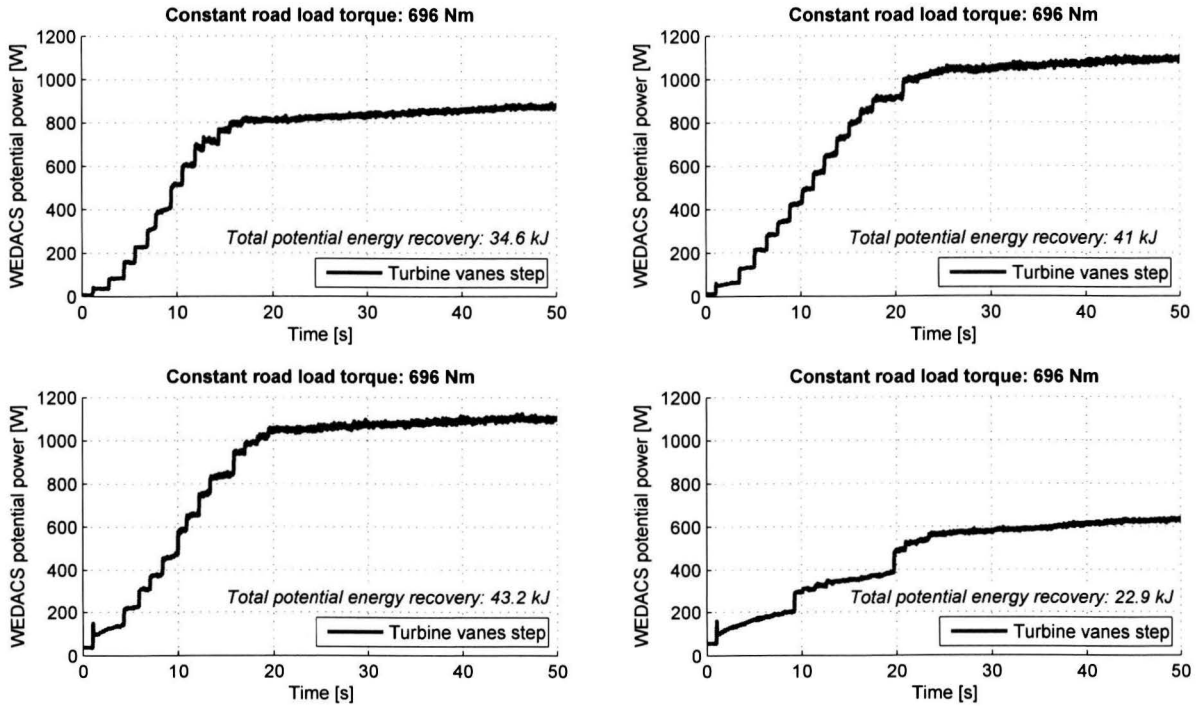 Constant road load torque: 696 Nm
WEDACS potential power [W]
1200
1000
800
600
400
200
0
Total potential energy recovery: 34.6 kJ
Turbine vanes step
0 10 20 30 40 50
Time [s]
Constant road load torque: 696 Nm
WEDACS potential power [W]
1200
1000
800
600
400
200
0
Total potential energy recovery: 41 kJ
Turbine vanes step
0 10 20 30 40 50
Time [s]
Constant road load torque: 696 Nm
WEDACS potential power [W]
1200
1000
800
600
400
200
0
Total potential energy recovery: 43.2 kJ
Turbine vanes step
0 10 20 30 40 50
Time [s]
Constant road load torque: 696 Nm
WEDACS potential power [W]
1200
1000
800
600
400
200
0
Total potential energy recovery: 22.9 kJ
Turbine vanes step
0 10 20 30 40 50
Time [s]